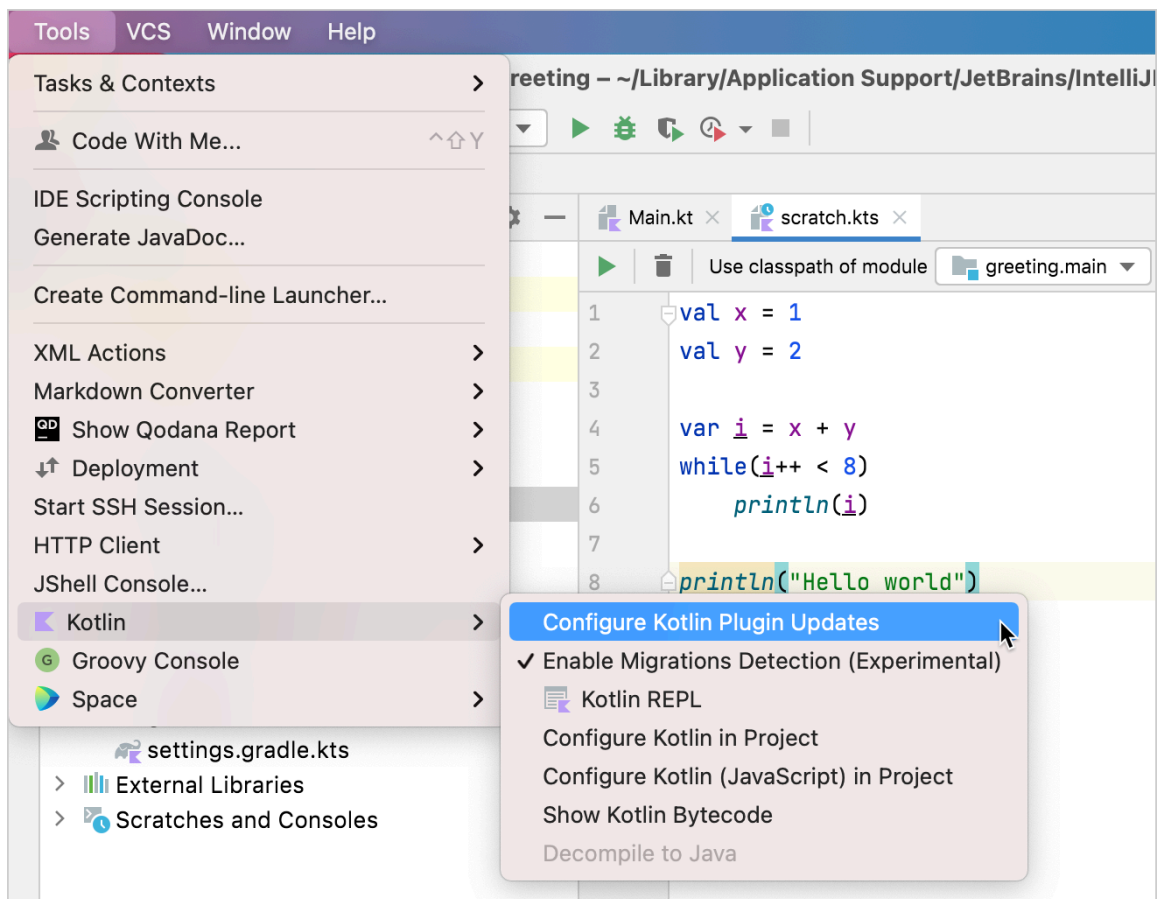 Tools VCS Window Help
reeting – ~/Library/Application Support/JetBrains/IntelliJ
Tasks & Contexts
Code With Me... ^⇧Y
IDE Scripting Console
Generate JavaDoc...
Create Command-line Launcher...
XML Actions
Markdown Converter
QD Show Qodana Report
Deployment
Start SSH Session...
HTTP Client
JShell Console...
Kotlin
G Groovy Console
Space
settings.gradle.kts
External Libraries
Scratches and Consoles
Main.kt scratch.kts
Use classpath of module greeting.main
1 val x = 1
2 val y = 2
3
4 var i = x + y
5 while(i++ < 8)
6 println(i)
7
8 println("Hello world")
Configure Kotlin Plugin Updates
✓ Enable Migrations Detection (Experimental)
Kotlin REPL
Configure Kotlin in Project
Configure Kotlin (JavaScript) in Project
Show Kotlin Bytecode
Decompile to Java